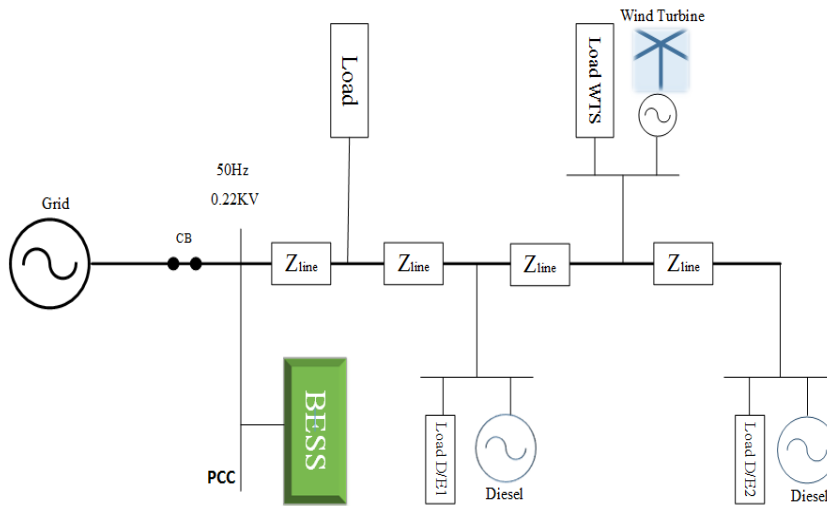 Wind Turbine
Load
Load WTS
50Hz
0.22KV
Grid
CB
Zline
Zline
Zline
Zline
BESS
PCC
Load D/E1
Diesel
Load D/E2
Diesel